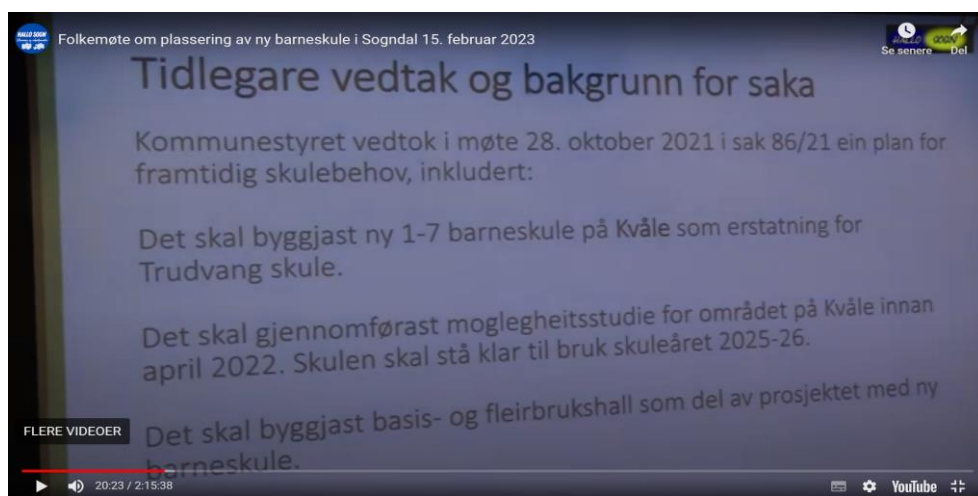 HALLO SOGN
Folkemøte om plassering av ny barneskule i Sogndal 15. februar 2023
HALLO SOGN
Se senere
Del
Tidlegare vedtak og bakgrunn for saka
Kommunestyret vedtok i møte 28. oktober 2021 i sak 86/21 ein plan for
framtidig skulebehov, inkludert:
Det skal byggjast ny 1-7 barneskule på Kvåle som erstatning for
Trudvang skule.
Det skal gjennomførast moglegheitsstudie for området på Kvåle innan
april 2022. Skulen skal stå klar til bruk skuleåret 2025-26.
Det skal byggjast basis- og fleirbrukshall som del av prosjektet med ny
barneskule.
FLERE VIDEOER
20:23 / 2:15:38
YouTube